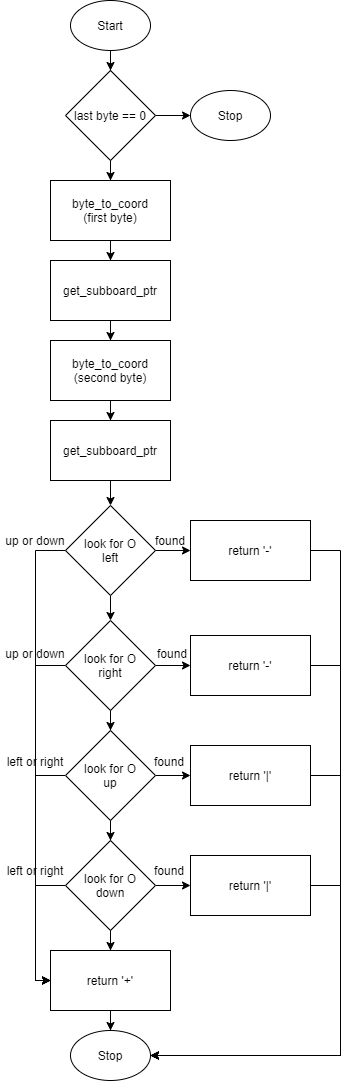 Start
last byte == 0
Stop
byte_to_coord
(first byte)
get_subboard_ptr
byte_to_coord
(second byte)
get_subboard_ptr
up or down
look for O
left
found
return '-'
up or down
look for O
right
found
return '-'
left or right
look for O
up
found
return '|'
left or right
look for O
down
found
return '|'
return '+'
Stop